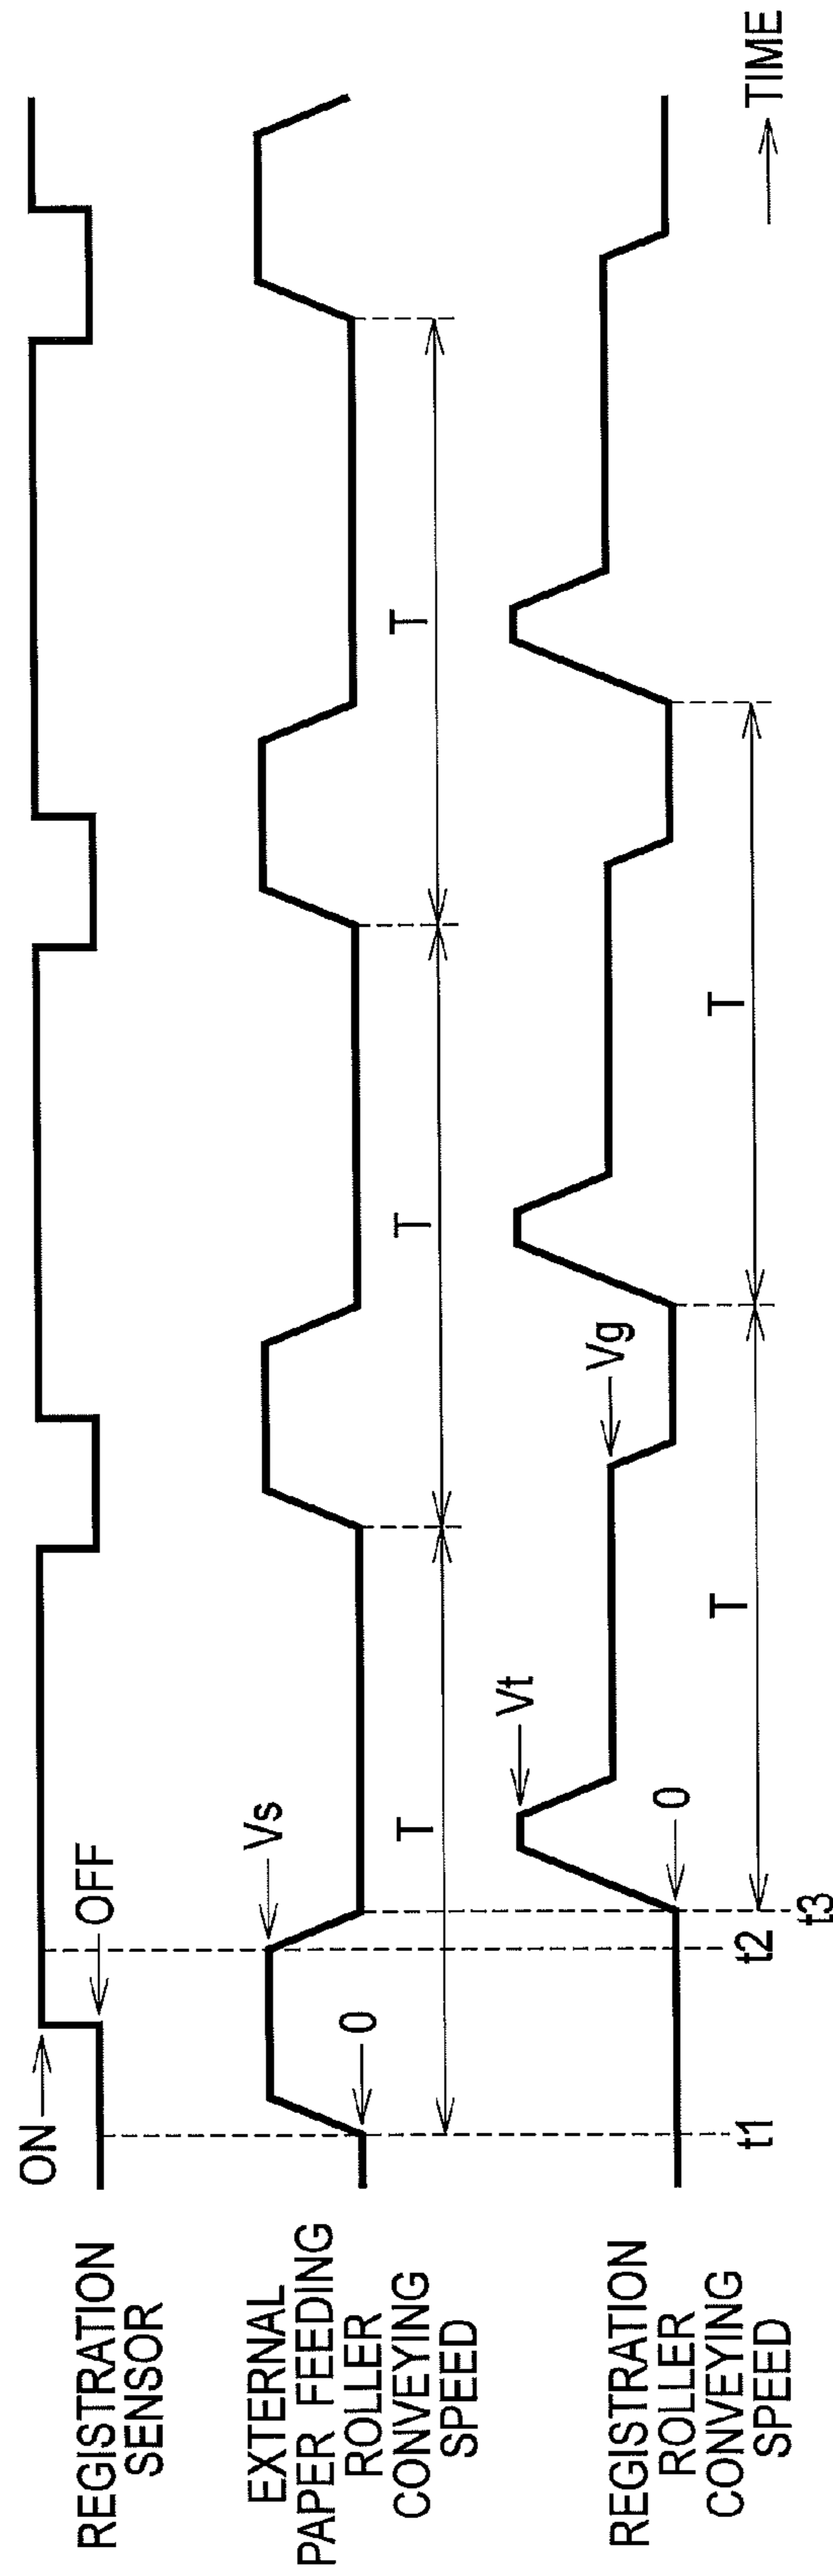 REGISTRATION
SENSOR
ON
OFF
EXTERNAL
PAPER FEEDING
ROLLER
CONVEYING
SPEED
0
Vs
T
T
T
REGISTRATION
ROLLER
CONVEYING
SPEED
0
Vt
Vg
T
T
t1
t2
t3
TIME